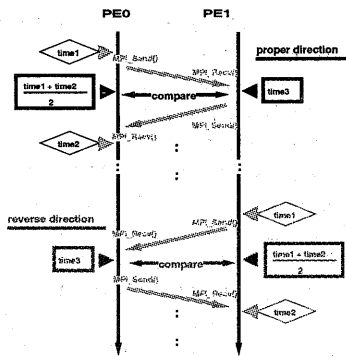 PE0 PE1
time1
MPI_Send()
proper direction
MPI_Recv()
time1 + time2
2
compare
time3
MPI_Send()
MPI_Recv()
time2
time1
reverse direction
MPI_Send()
MPI_Recv()
time3
compare
time1 + time2
2
MPI_Send()
MPI_Recv()
time2